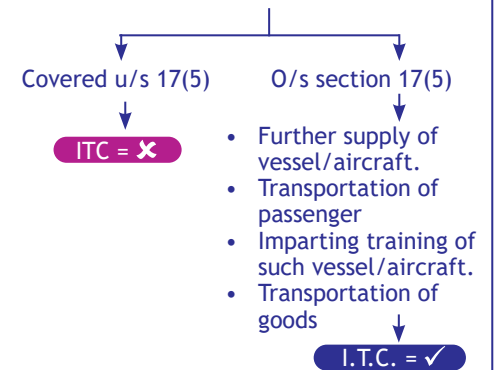 Covered u/s 17(5)
ITC = ✘
O/s section 17(5)
• Further supply of
vessel/aircraft.
• Transportation of
passenger
• Imparting training of
such vessel/aircraft.
• Transportation of
goods
I.T.C. = ✓